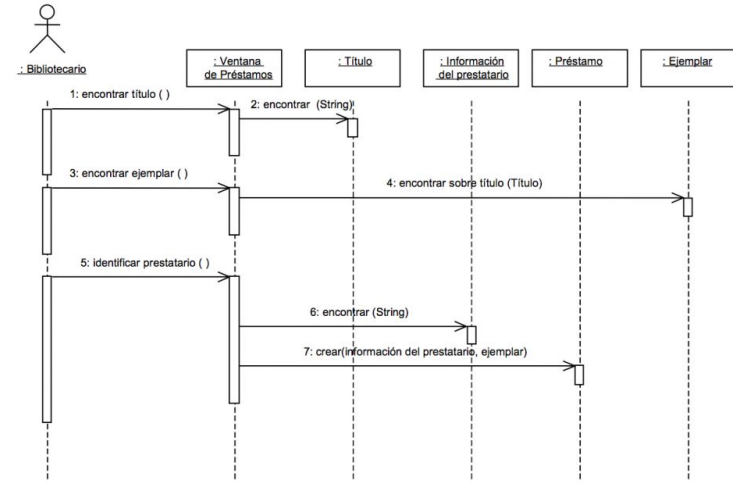 : Bibliotecario
: Ventana
de Préstamos
: Título
: Información
del prestatario
: Préstamo
: Ejemplar
1: encontrar título ( )
2: encontrar (String)
3: encontrar ejemplar ( )
4: encontrar sobre título (Título)
5: identificar prestatario ( )
6: encontrar (String)
7: crear(información del prestatario, ejemplar)